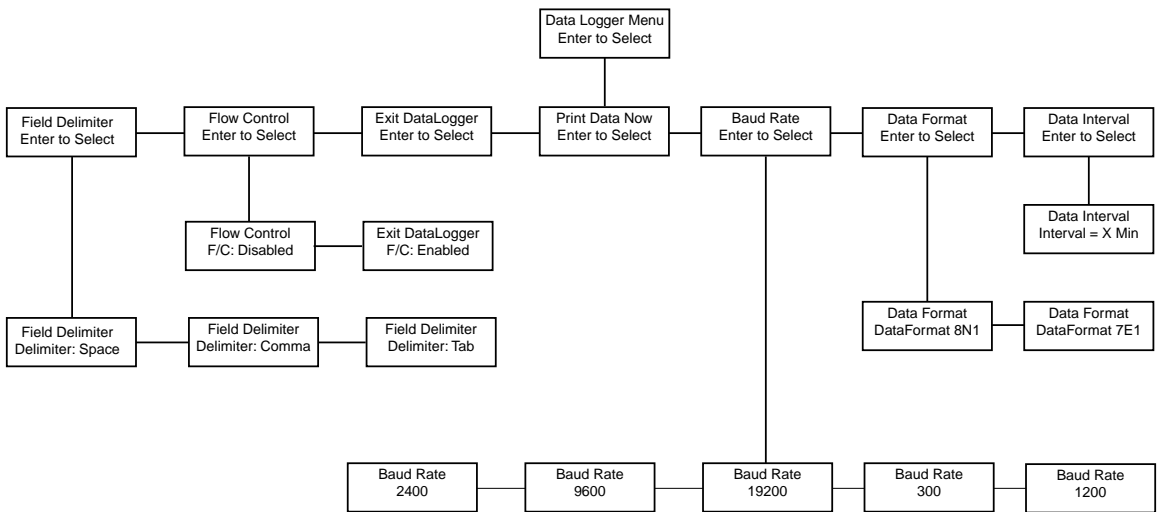 Data Logger Menu
Enter to Select
Field Delimiter
Enter to Select
Flow Control
Enter to Select
Exit DataLogger
Enter to Select
Print Data Now
Enter to Select
Baud Rate
Enter to Select
Data Format
Enter to Select
Data Interval
Enter to Select
Flow Control
F/C: Disabled
Exit DataLogger
F/C: Enabled
Data Interval
Interval = X Min
Field Delimiter
Delimiter: Space
Field Delimiter
Delimiter: Comma
Field Delimiter
Delimiter: Tab
Data Format
DataFormat 8N1
Data Format
DataFormat 7E1
Baud Rate
2400
Baud Rate
9600
Baud Rate
19200
Baud Rate
300
Baud Rate
1200